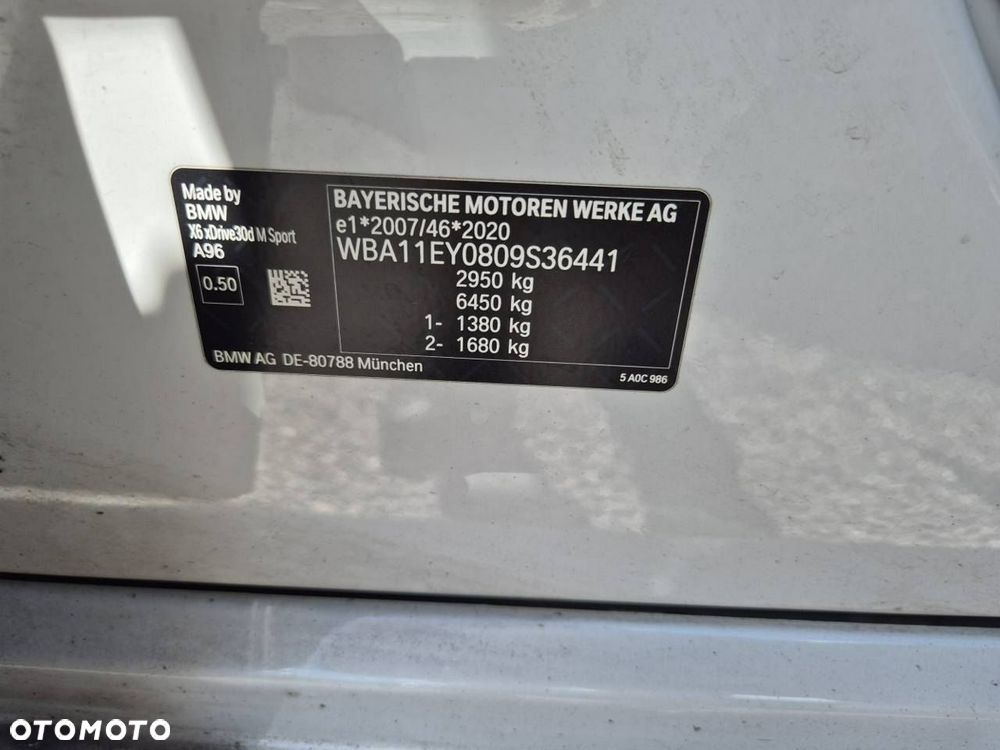 Made by
BMW
X6 xDrive30d M Sport
A96
0.50
BAYERISCHE MOTOREN WERKE AG
e1*2007/46*2020
WBA11EY0809S36441
2950 kg
6450 kg
1- 1380 kg
2- 1680 kg
BMW AG DE-80788 München
5 A0C 986
OTOMOTO